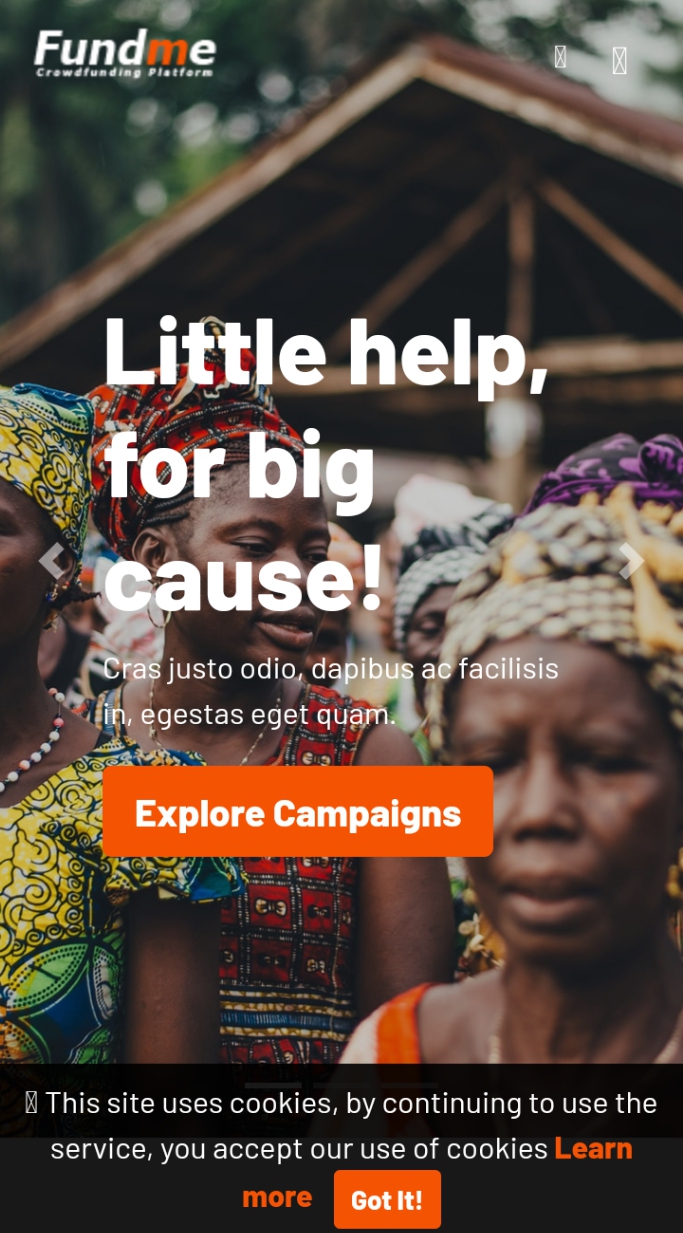 Fundme
Crowdfunding Platform
Little help,
for big
cause!
Cras justo odio, dapibus ac facilisis
in, egestas eget quam.
Explore Campaigns
This site uses cookies, by continuing to use the
service, you accept our use of cookies Learn
more Got It!